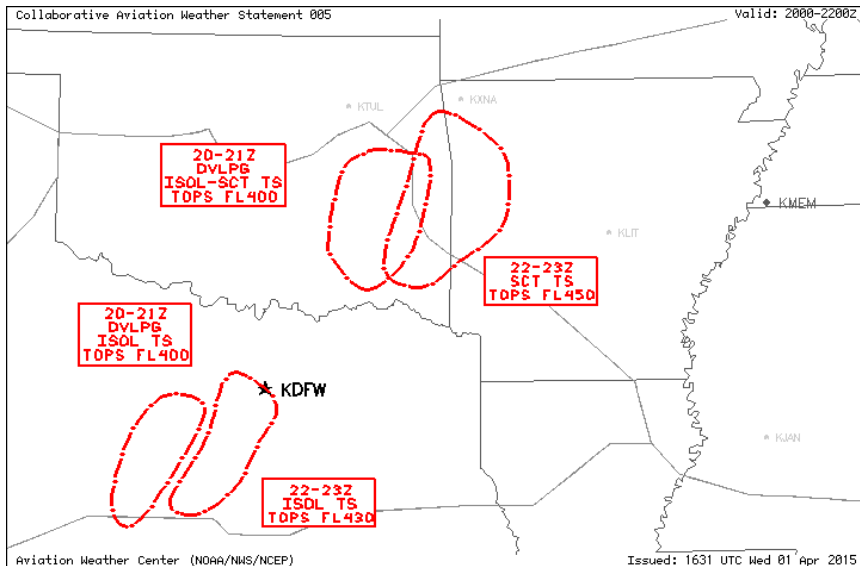 Collaborative Aviation Weather Statement 005
Valid: 2000-2200Z
KTUL
KXNA
20-21Z
DVLPG
ISOL-SCT TS
TOPS FL400
KMEM
KLIT
22-23Z
SCT TS
TOPS FL450
20-21Z
DVLPG
ISOL TS
TOPS FL400
KDFW
KJAN
22-23Z
ISOL TS
TOPS FL430
Aviation Weather Center (NOAA/NWS/NCEP)
Issued: 1631 UTC Wed 01 Apr 2015